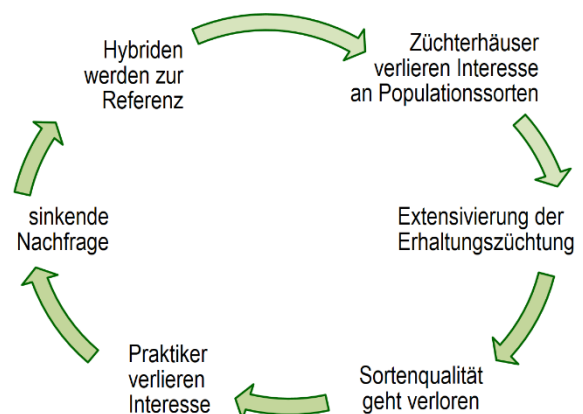 Hybriden
werden zur
Referenz
Züchterhäuser
verlieren Interesse
an Populationssorten
Extensivierung der
Erhaltungszüchtung
Sortenqualität
geht verloren
Praktiker
verlieren
Interesse
sinkende
Nachfrage